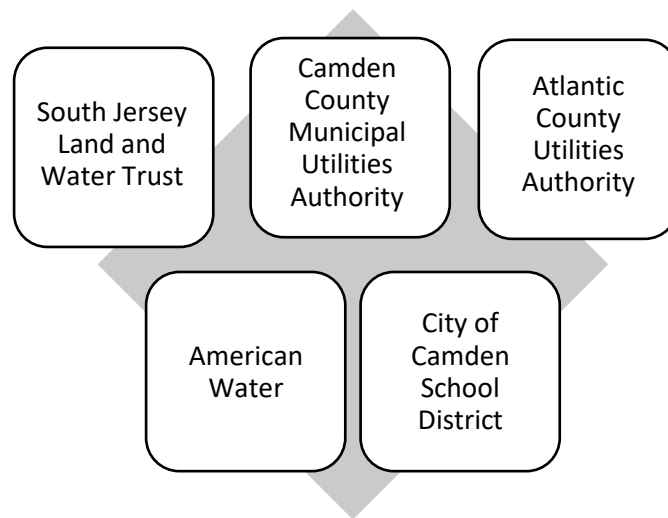 South Jersey
Land and
Water Trust
Camden
County
Municipal
Utilities
Authority
Atlantic
County
Utilities
Authority
American
Water
City of
Camden
School
District